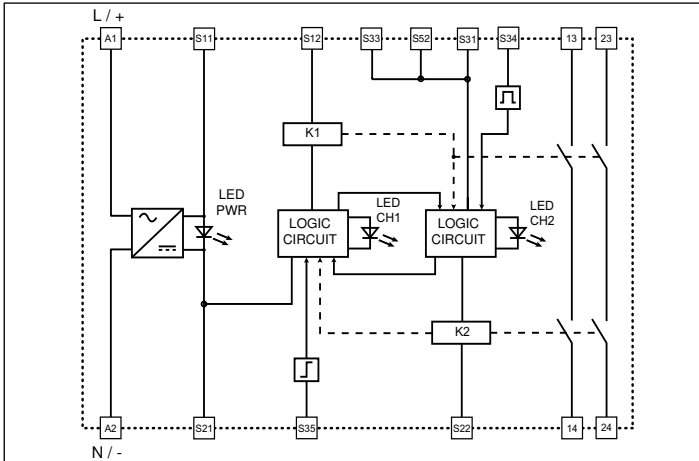 L / +
A1 S11 S12 S33 S52 S31 S34 13 23
K1
LED
PWR
LED
CH1
LED
CH2
LOGIC
CIRCUIT
LOGIC
CIRCUIT
K2
A2 S21 S35 S22 14 24
N / -